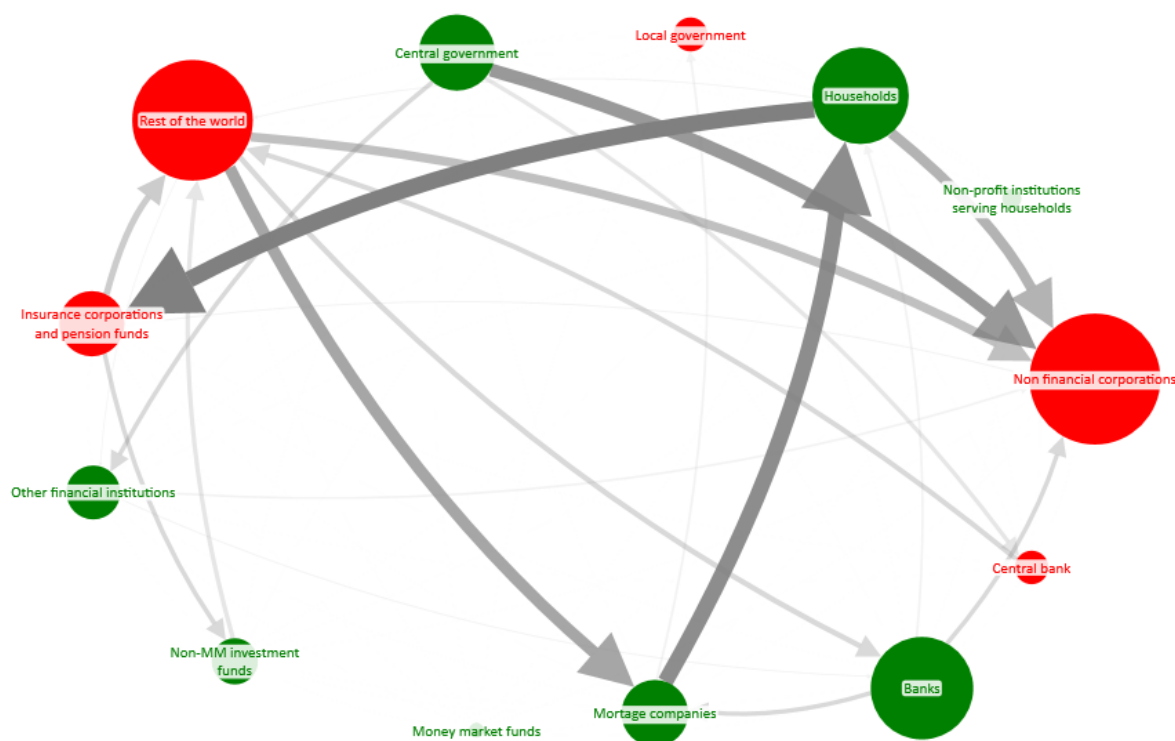 Local government
Central government
Households
Rest of the world
Non-profit institutions
serving households
Insurance corporations
and pension funds
Non financial corporations
Other financial institutions
Central bank
Non-MM investment
funds
Banks
Mortage companies
Money market funds